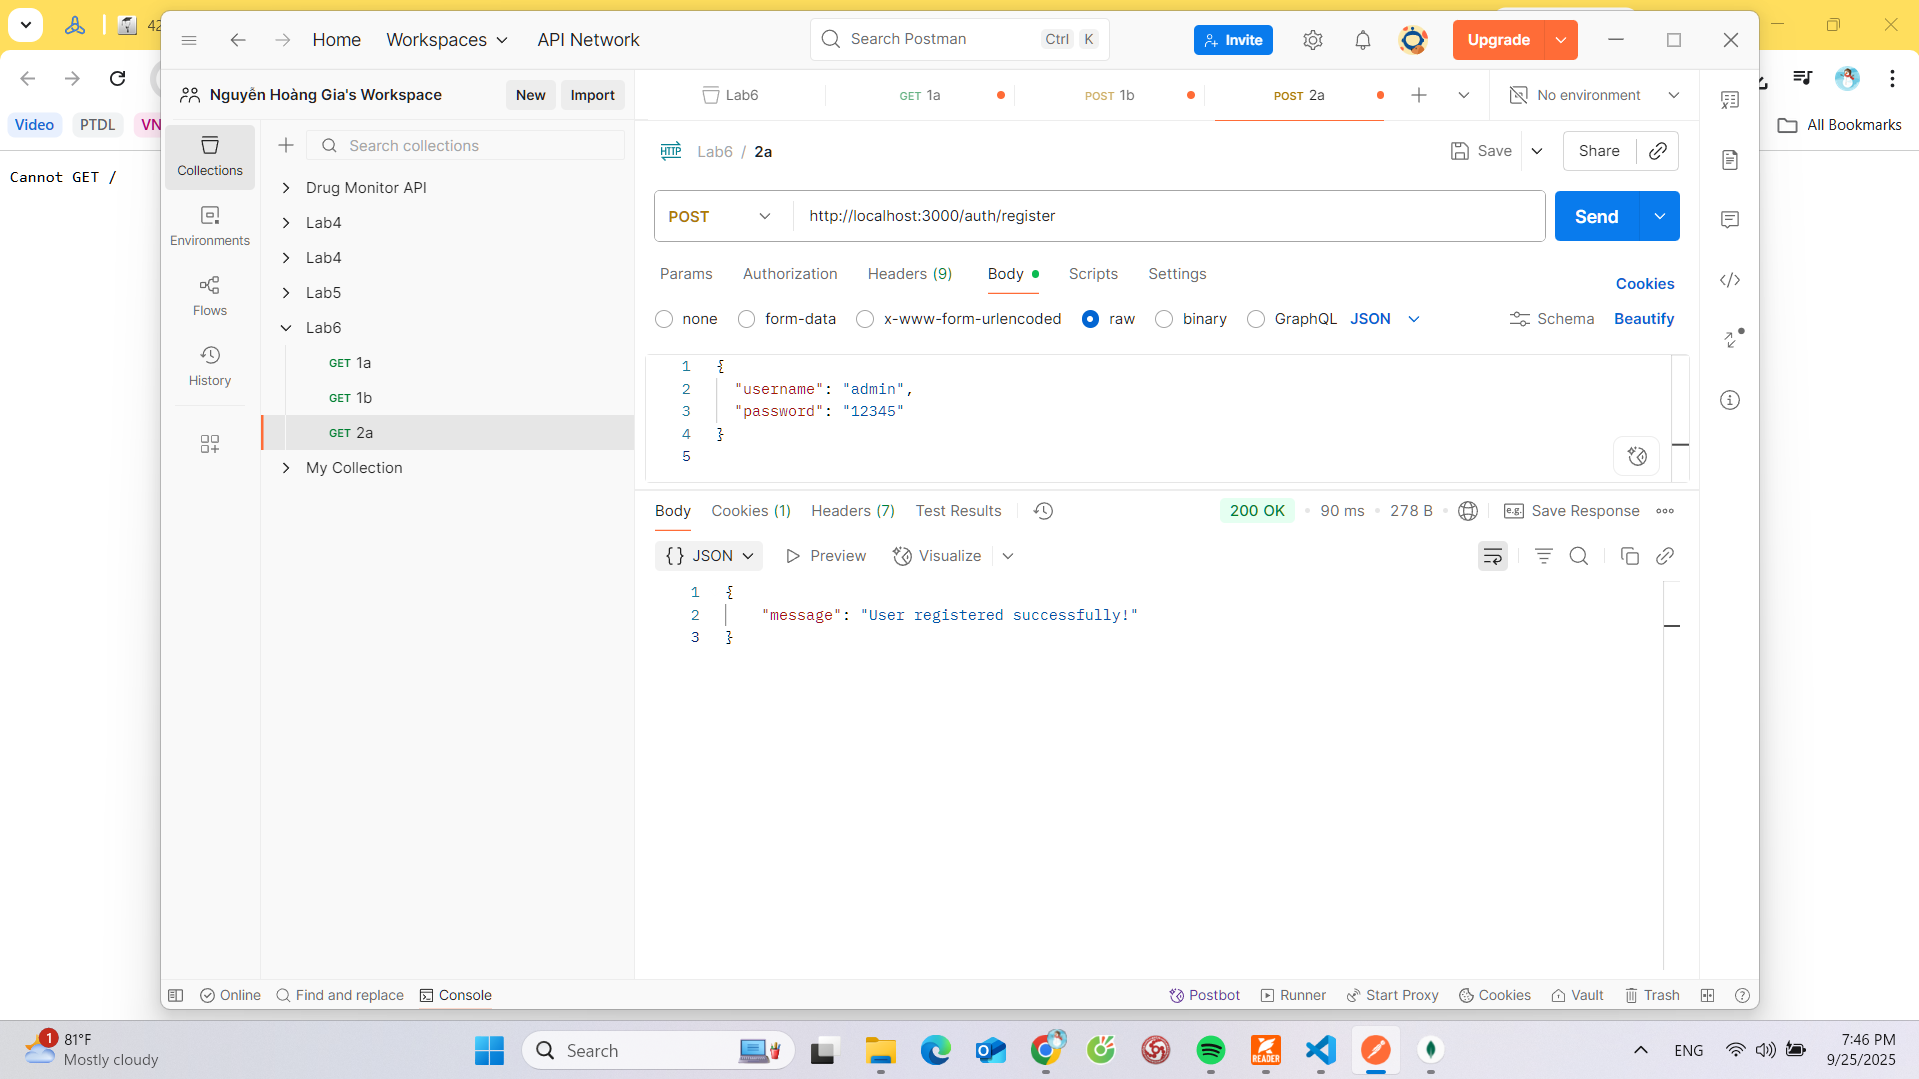 42
Home
Workspaces
API Network
Search Postman
Ctrl
K
Invite
Upgrade
Nguyễn Hoàng Gia's Workspace
New
Import
Lab6
GET 1a
POST 1b
POST 2a
No environment
Video
PTDL
VN
All Bookmarks
Cannot GET /
Collections
Environments
Flows
History
Search collections
Drug Monitor API
Lab4
Lab4
Lab5
Lab6
GET 1a
GET 1b
GET 2a
My Collection
HTTP
Lab6 / 2a
Save
Share
POST
http://localhost:3000/auth/register
Send
Params
Authorization
Headers (9)
Body
Scripts
Settings
Cookies
none
form-data
x-www-form-urlencoded
raw
binary
GraphQL
JSON
Schema
Beautify
1 {
2 "username": "admin",
3 "password": "12345"
4 }
5
Body
Cookies (1)
Headers (7)
Test Results
200 OK
90 ms
278 B
e.g.
Save Response
{} JSON
Preview
Visualize
1 {
2 "message": "User registered successfully!"
3 }
Online
Find and replace
Console
Postbot
Runner
Start Proxy
Cookies
Vault
Trash
1
81°F
Mostly cloudy
Search
READER
ENG
7:46 PM
9/25/2025